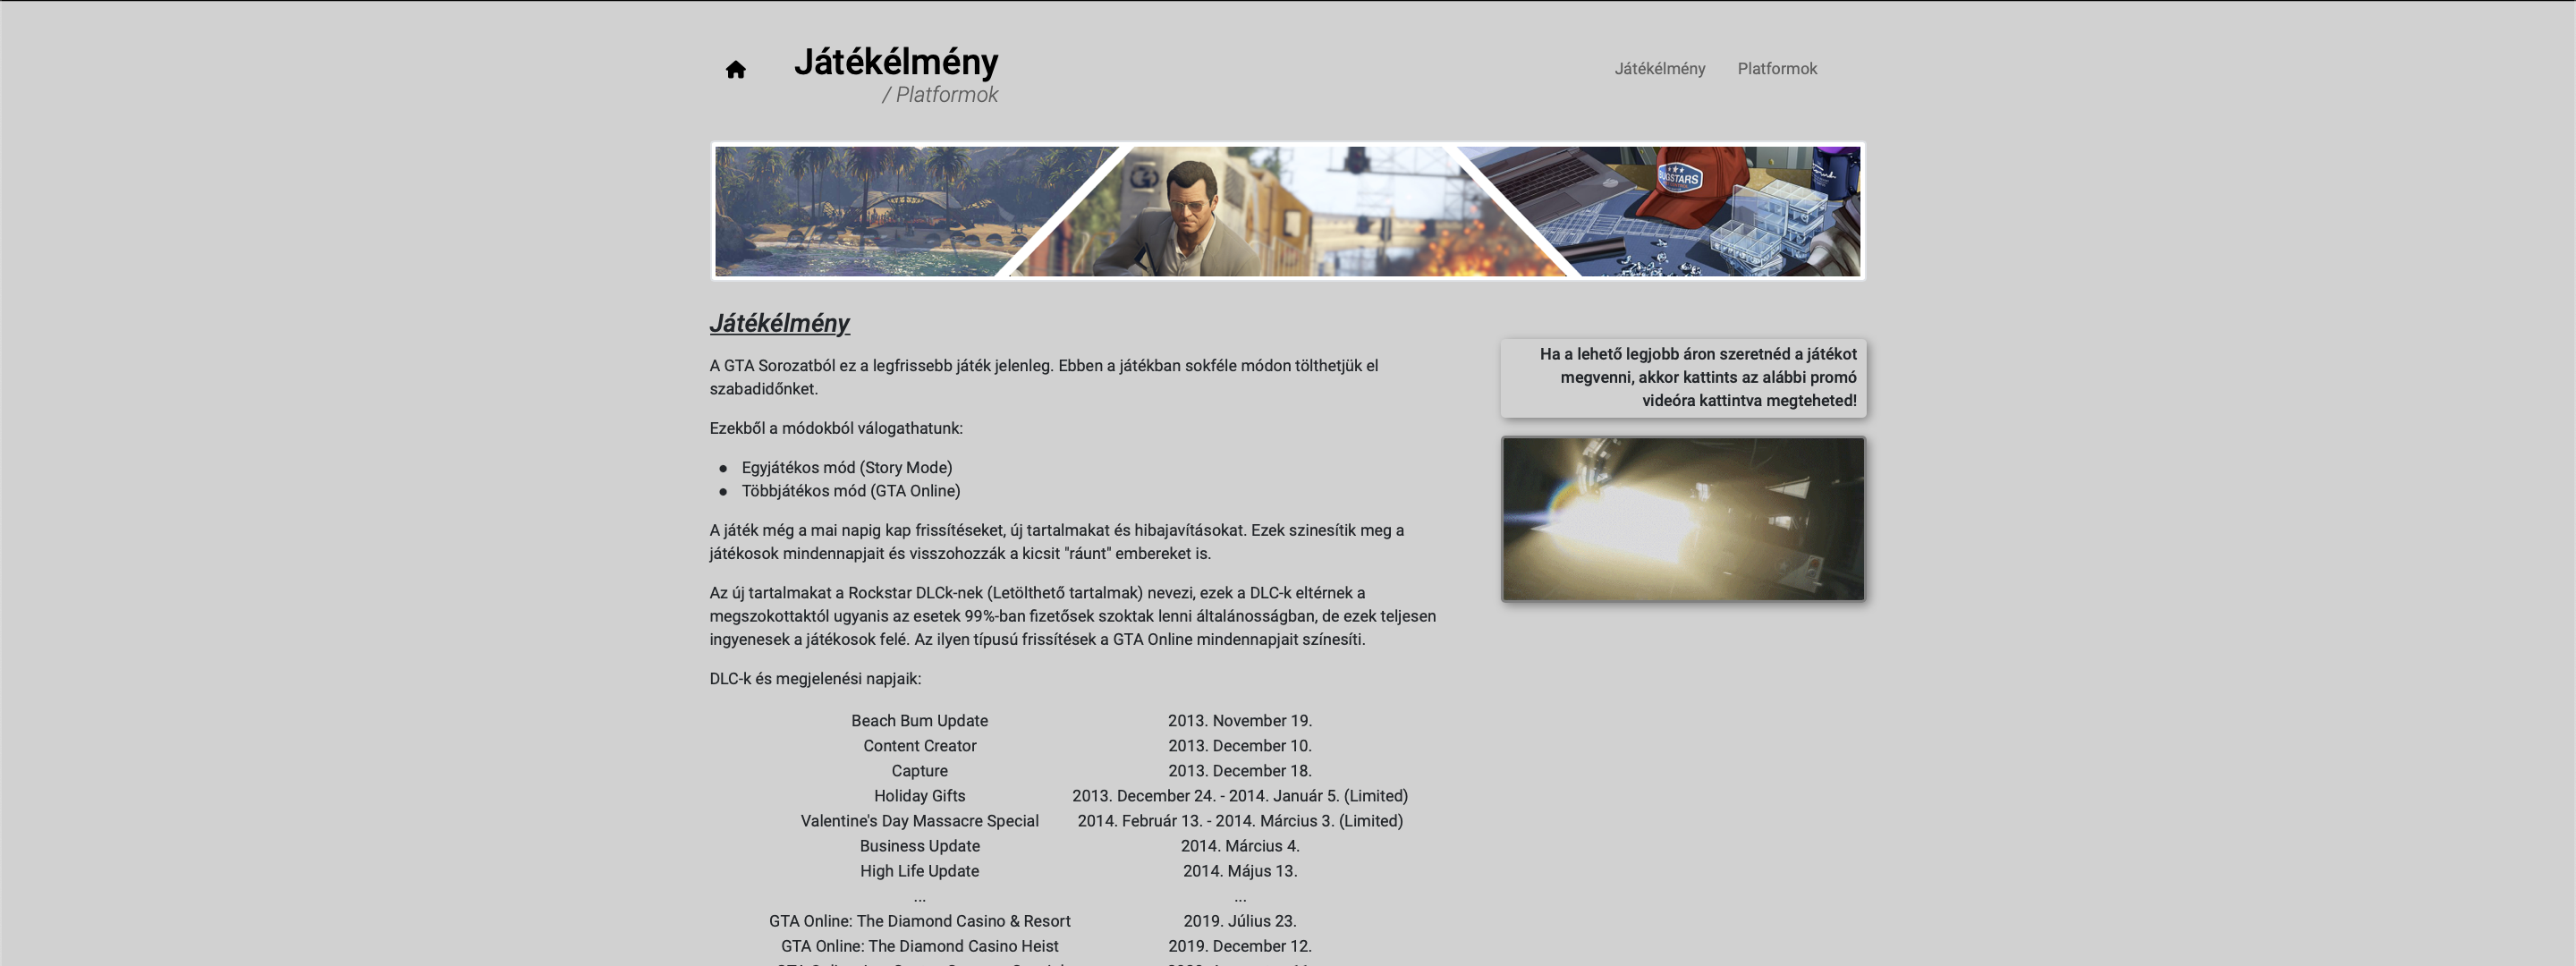 Játékélmény
/ Platformok
Játékélmény Platformok
Játékélmény
A GTA Sorozatból ez a legfrissebb játék jelenleg. Ebben a játékban sokféle módon tölthetjük el
szabadidőnket.
Ezekből a módokból válogathatunk:
● Egyjátékos mód (Story Mode)
● Többjátékos mód (GTA Online)
A játék még a mai napig kap frissítéseket, új tartalmakat és hibajavításokat. Ezek szinesítik meg a
játékosok mindennapjait és visszohozzák a kicsit "ráunt" embereket is.
Az új tartalmakat a Rockstar DLCk-nek (Letölthető tartalmak) nevezi, ezek a DLC-k eltérnek a
megszokottaktól ugyanis az esetek 99%-ban fizetősek szoktak lenni általánosságban, de ezek teljesen
ingyenesek a játékosok felé. Az ilyen típusú frissítések a GTA Online mindennapjait színesíti.
DLC-k és megjelenési napjaik:
Beach Bum Update 2013. November 19.
Content Creator 2013. December 10.
Capture 2013. December 18.
Holiday Gifts 2013. December 24. - 2014. Január 5. (Limited)
Valentine's Day Massacre Special 2014. Február 13. - 2014. Március 3. (Limited)
Business Update 2014. Március 4.
High Life Update 2014. Május 13.
... ...
GTA Online: The Diamond Casino & Resort 2019. Július 23.
GTA Online: The Diamond Casino Heist 2019. December 12.
Ha a lehető legjobb áron szeretnéd a játékot
megvenni, akkor kattints az alábbi promó
videóra kattintva megteheted!